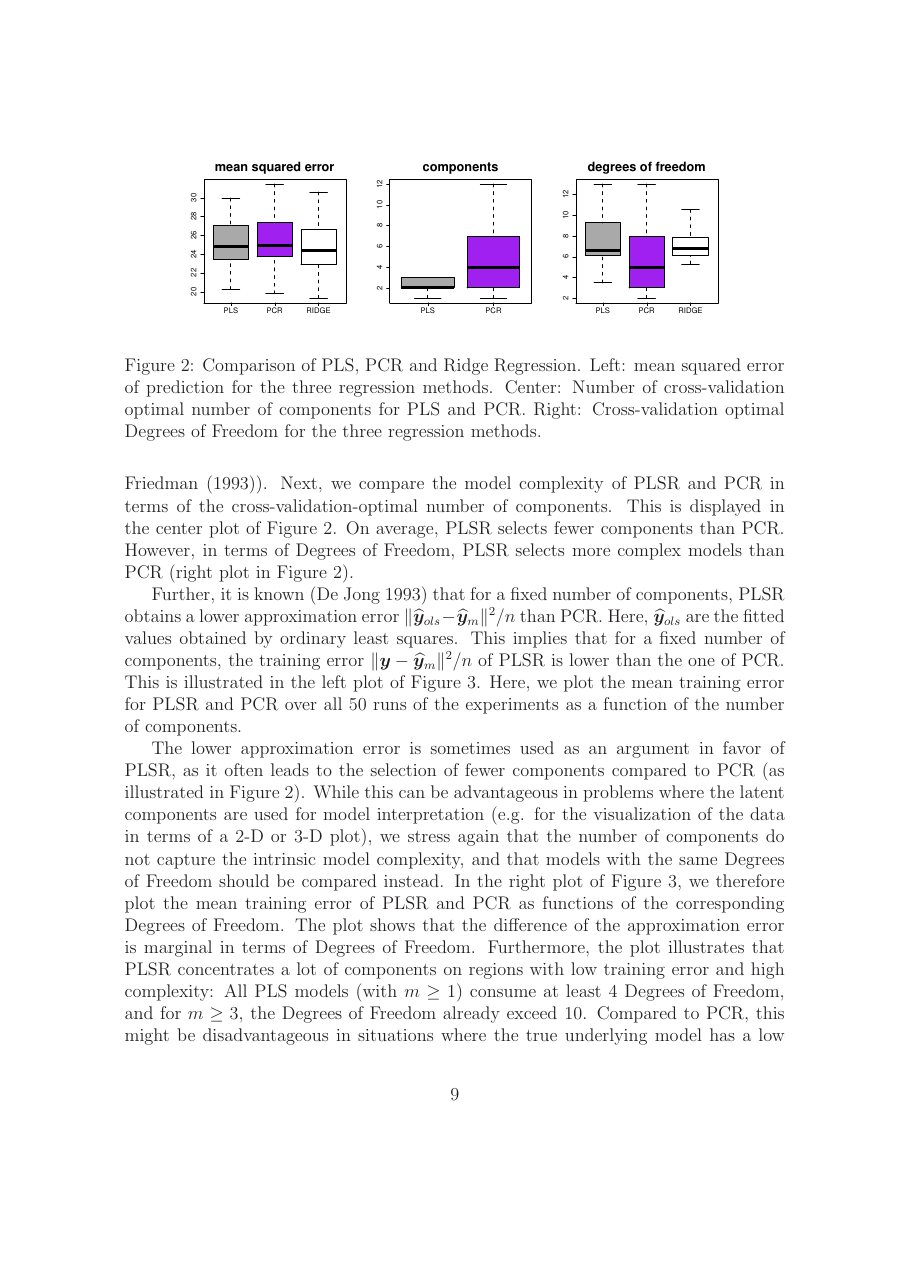 mean squared error components degrees of freedom
20 22 24 26 28 30
PLS PCR RIDGE
2 4 6 8 10 12
PLS PCR
2 4 6 8 10 12
PLS PCR RIDGE
Figure 2: Comparison of PLS, PCR and Ridge Regression. Left: mean squared error
of prediction for the three regression methods. Center: Number of cross-validation
optimal number of components for PLS and PCR. Right: Cross-validation optimal
Degrees of Freedom for the three regression methods.
Friedman (1993)). Next, we compare the model complexity of PLSR and PCR in
terms of the cross-validation-optimal number of components. This is displayed in
the center plot of Figure 2. On average, PLSR selects fewer components than PCR.
However, in terms of Degrees of Freedom, PLSR selects more complex models than
PCR (right plot in Figure 2).
Further, it is known (De Jong 1993) that for a fixed number of components, PLSR
obtains a lower approximation error ‖ŷ_ols−ŷ_m‖²/n than PCR. Here, ŷ_ols are the fitted
values obtained by ordinary least squares. This implies that for a fixed number of
components, the training error ‖y − ŷ_m‖²/n of PLSR is lower than the one of PCR.
This is illustrated in the left plot of Figure 3. Here, we plot the mean training error
for PLSR and PCR over all 50 runs of the experiments as a function of the number
of components.
The lower approximation error is sometimes used as an argument in favor of
PLSR, as it often leads to the selection of fewer components compared to PCR (as
illustrated in Figure 2). While this can be advantageous in problems where the latent
components are used for model interpretation (e.g. for the visualization of the data
in terms of a 2-D or 3-D plot), we stress again that the number of components do
not capture the intrinsic model complexity, and that models with the same Degrees
of Freedom should be compared instead. In the right plot of Figure 3, we therefore
plot the mean training error of PLSR and PCR as functions of the corresponding
Degrees of Freedom. The plot shows that the difference of the approximation error
is marginal in terms of Degrees of Freedom. Furthermore, the plot illustrates that
PLSR concentrates a lot of components on regions with low training error and high
complexity: All PLS models (with m ≥ 1) consume at least 4 Degrees of Freedom,
and for m ≥ 3, the Degrees of Freedom already exceed 10. Compared to PCR, this
might be disadvantageous in situations where the true underlying model has a low
9